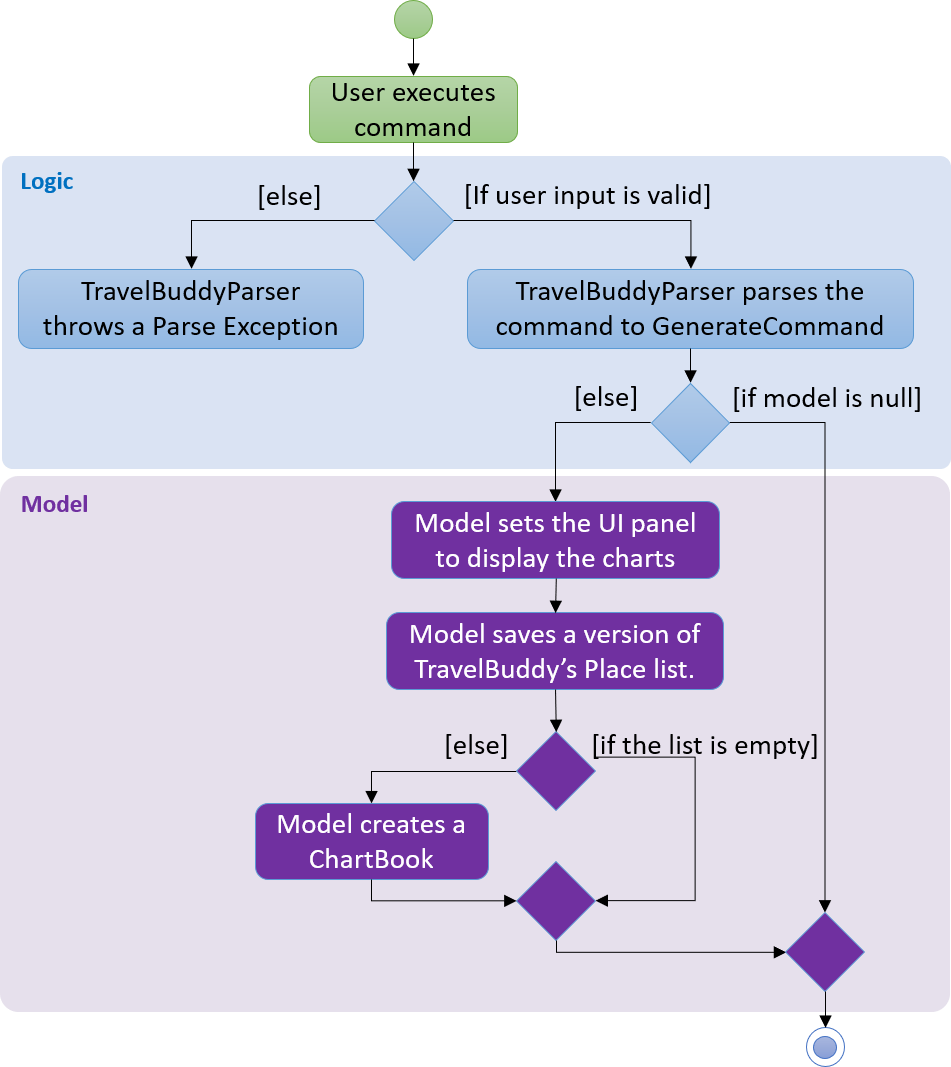 User executes
command
Logic
[else]
[If user input is valid]
TravelBuddyParser
throws a Parse Exception
TravelBuddyParser parses the
command to GenerateCommand
[else]
[if model is null]
Model
Model sets the UI panel
to display the charts
Model saves a version of
TravelBuddy’s Place list.
[else]
[if the list is empty]
Model creates a
ChartBook